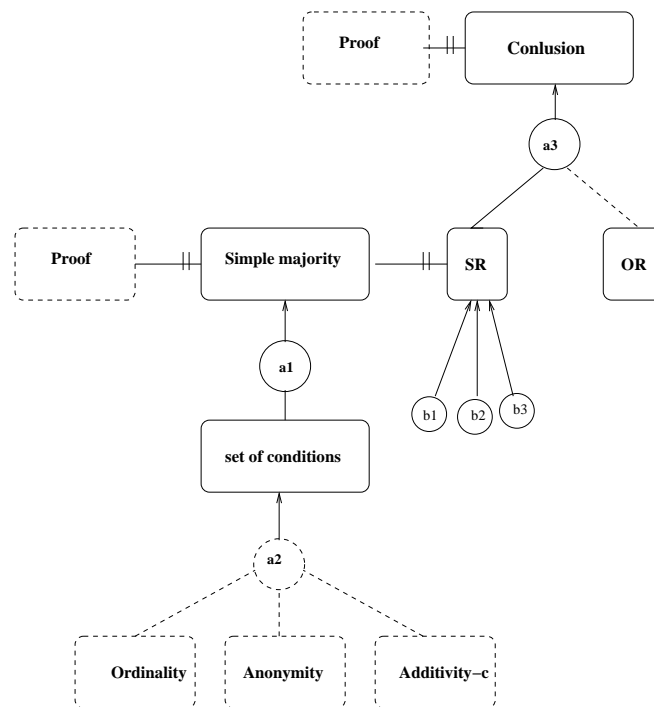 Proof
Conlusion
a3
Proof
Simple majority
SR
OR
a1
b1
b2
b3
set of conditions
a2
Ordinality
Anonymity
Additivity−c